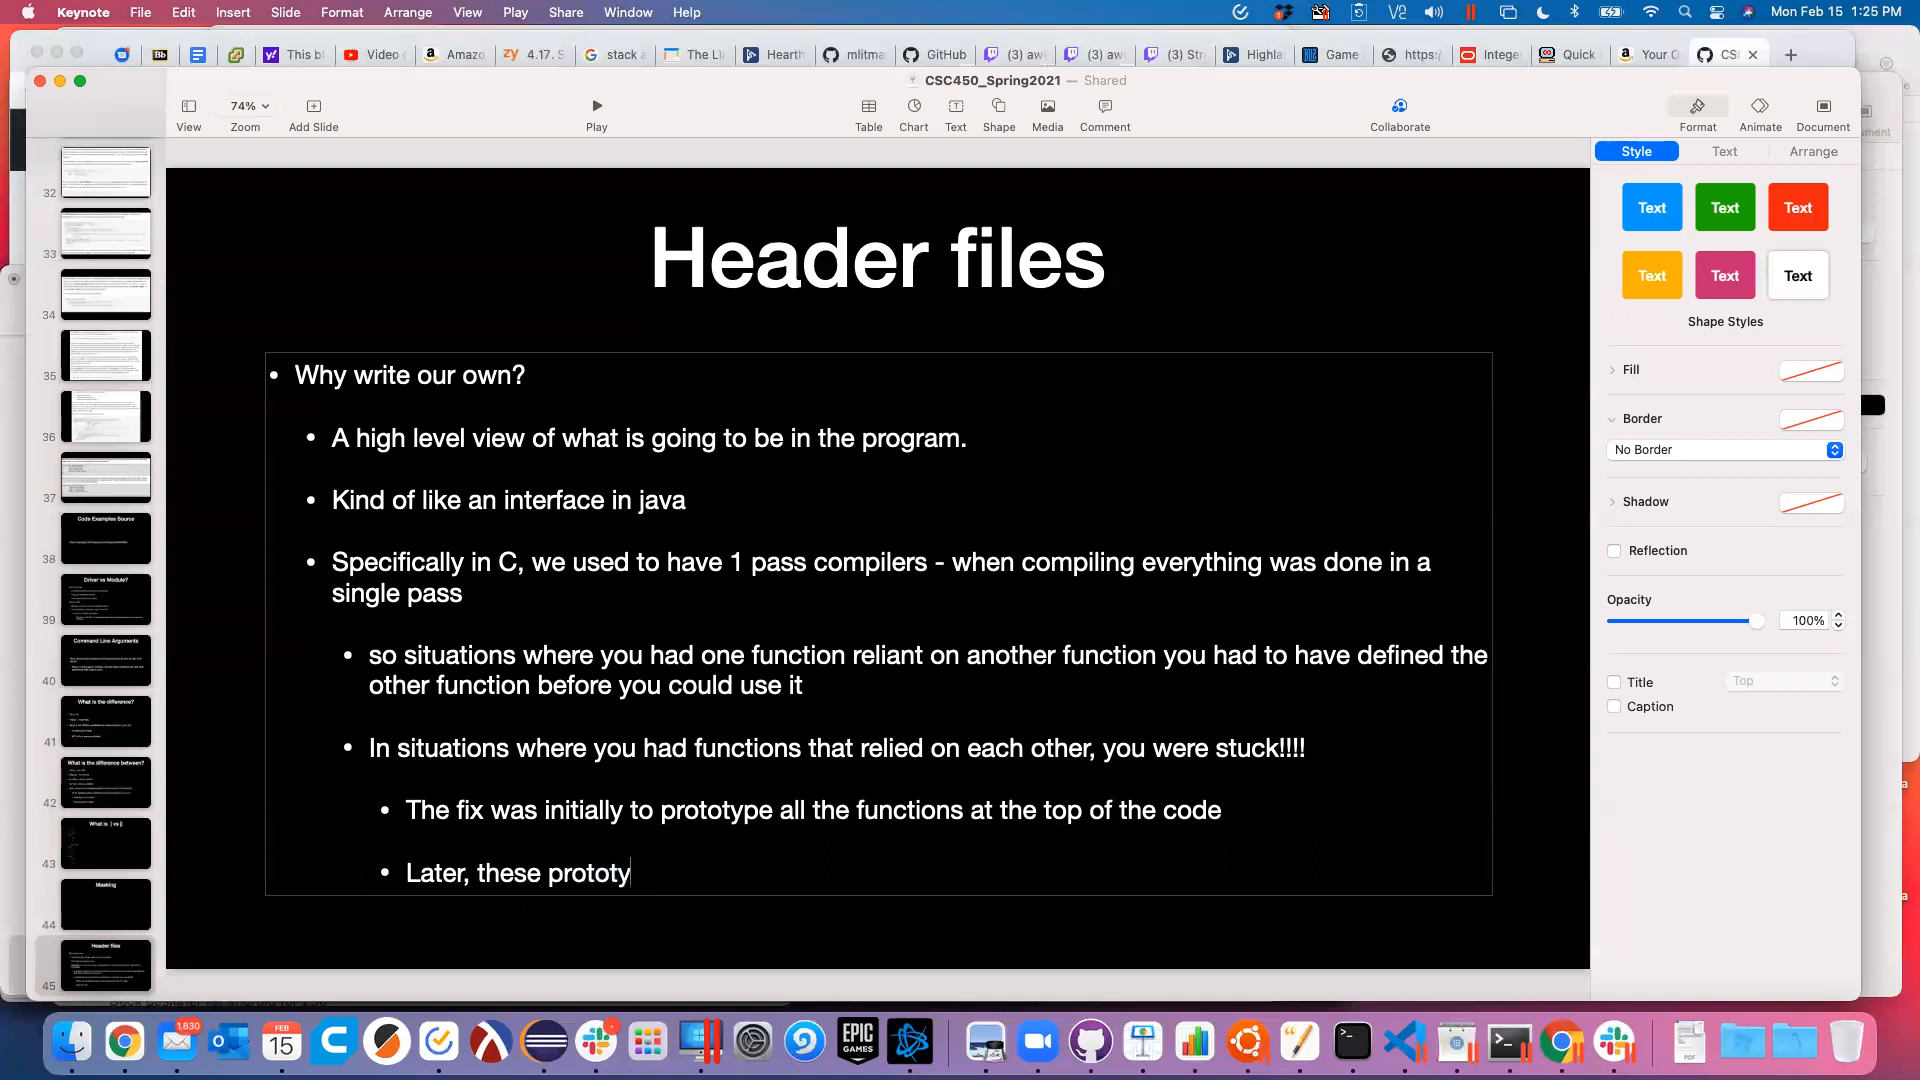 Keynote File Edit Insert Slide Format Arrange View Play Share Window Help Mon Feb 15 1:25 PM
This bl Video Amazo 4.17. S stack a The Lin Hearth mlitma GitHub (3) aw (3) aw (3) Str Highla Game https:/ Intege Quick Your O CS
CSC450_Spring2021 — Shared
74%
View Zoom Add Slide Play Table Chart Text Shape Media Comment Collaborate Format Animate Document
Style Text Arrange
Header files
• Why write our own?
• A high level view of what is going to be in the program.
• Kind of like an interface in java
• Specifically in C, we used to have 1 pass compilers - when compiling everything was done in a
single pass
• so situations where you had one function reliant on another function you had to have defined the
other function before you could use it
• In situations where you had functions that relied on each other, you were stuck!!!!
• The fix was initially to prototype all the functions at the top of the code
• Later, these prototy
32
33
34
35
36
37
Code Examples Source
38
Driver vs Module?
39
Command Line Arguments
40
What is the difference?
41
What is the difference between?
42
What is | vs ||
43
Masking
44
Header files
45
Text Text Text
Text Text Text
Shape Styles
Fill
Border
No Border
Shadow
Reflection
Opacity
100%
Title Top
Caption
1,830
FEB
15
EPIC
GAMES
PDF